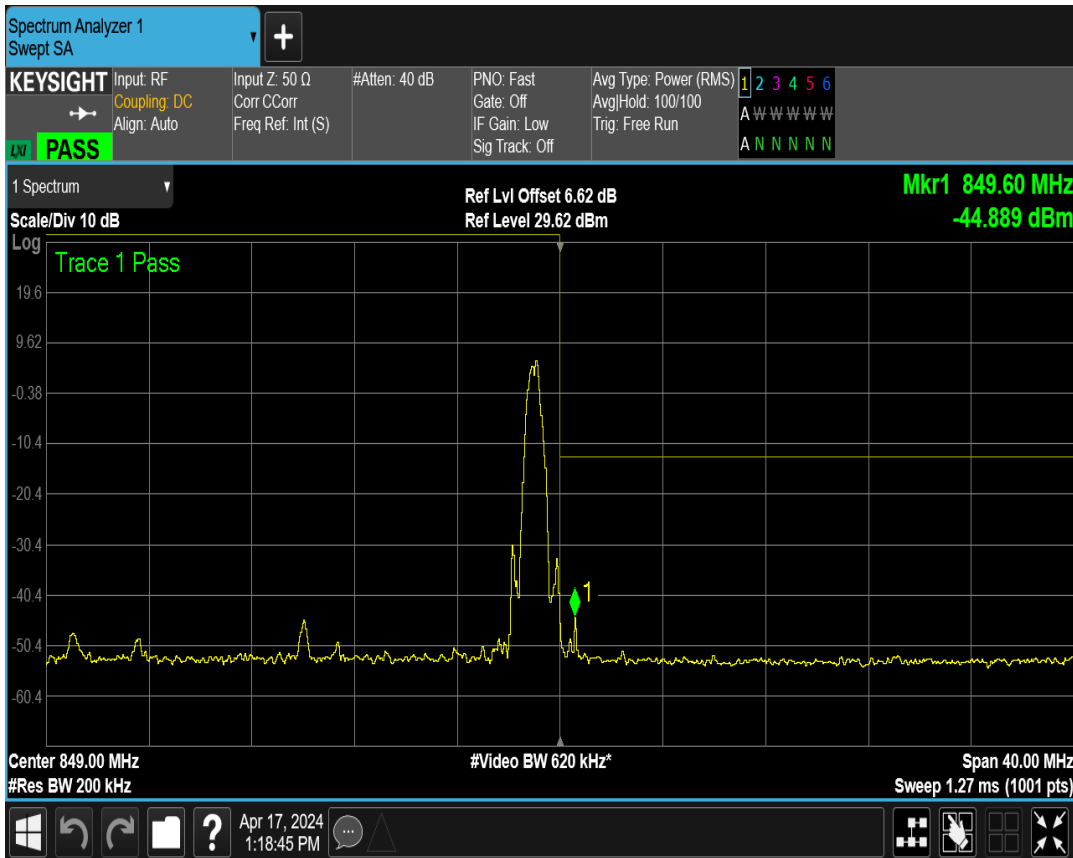 Spectrum Analyzer 1
Swept SA
+
KEYSIGHT
LXI PASS
Input: RF
Coupling: DC
Align: Auto
Input Z: 50 Ω
Corr CCorr
Freq Ref: Int (S)
#Atten: 40 dB
PNO: Fast
Gate: Off
IF Gain: Low
Sig Track: Off
Avg Type: Power (RMS)
Avg|Hold: 100/100
Trig: Free Run
1 2 3 4 5 6
A W W W W W
A N N N N N
1 Spectrum
Scale/Div 10 dB
Ref Lvl Offset 6.62 dB
Ref Level 29.62 dBm
Mkr1 849.60 MHz
-44.889 dBm
Log
Trace 1 Pass
19.6
9.62
-0.38
-10.4
-20.4
-30.4
-40.4
-50.4
-60.4
1
Center 849.00 MHz
#Res BW 200 kHz
#Video BW 620 kHz*
Span 40.00 MHz
Sweep 1.27 ms (1001 pts)
?
Apr 17, 2024
1:18:45 PM